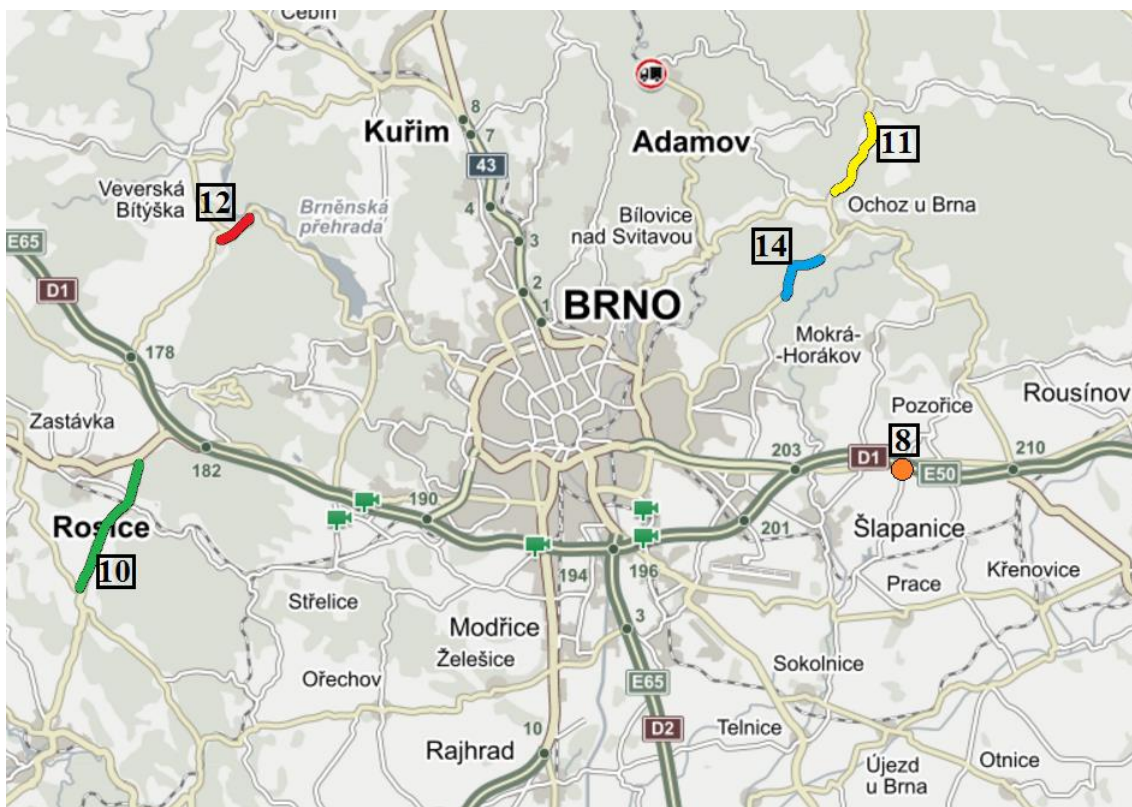 Čebín
8
Kuřim
7
43
Adamov
11
Veverská
Bítýška
12
Brněnská
přehrada
4
Bílovice
nad Svitavou
Ochoz u Brna
E65
3
14
D1
2
BRNO
1
Mokrá-
-Horákov
178
Rousínov
Zastávka
Pozořice
8
182
203
D1
E50
210
190
Rosice
201
Šlapanice
10
194
196
Prace
Křenovice
Střelice
Modřice
3
Želešice
Sokolnice
Ořechov
E65
10
D2
Telnice
Rajhrad
Újezd
u Brna
Otnice